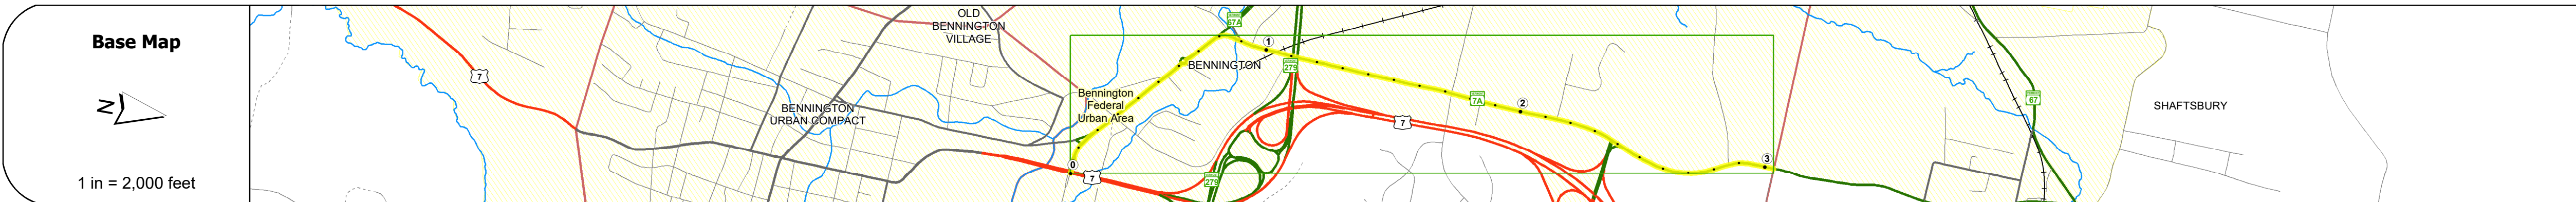 Base Map
N
1 in = 2,000 feet
7
OLD
BENNINGTON
VILLAGE
BENNINGTON
URBAN COMPACT
67A
1
BENNINGTON
279
Bennington
Federal
Urban Area
0
7
279
7A
2
7
3
67
SHAFTSBURY